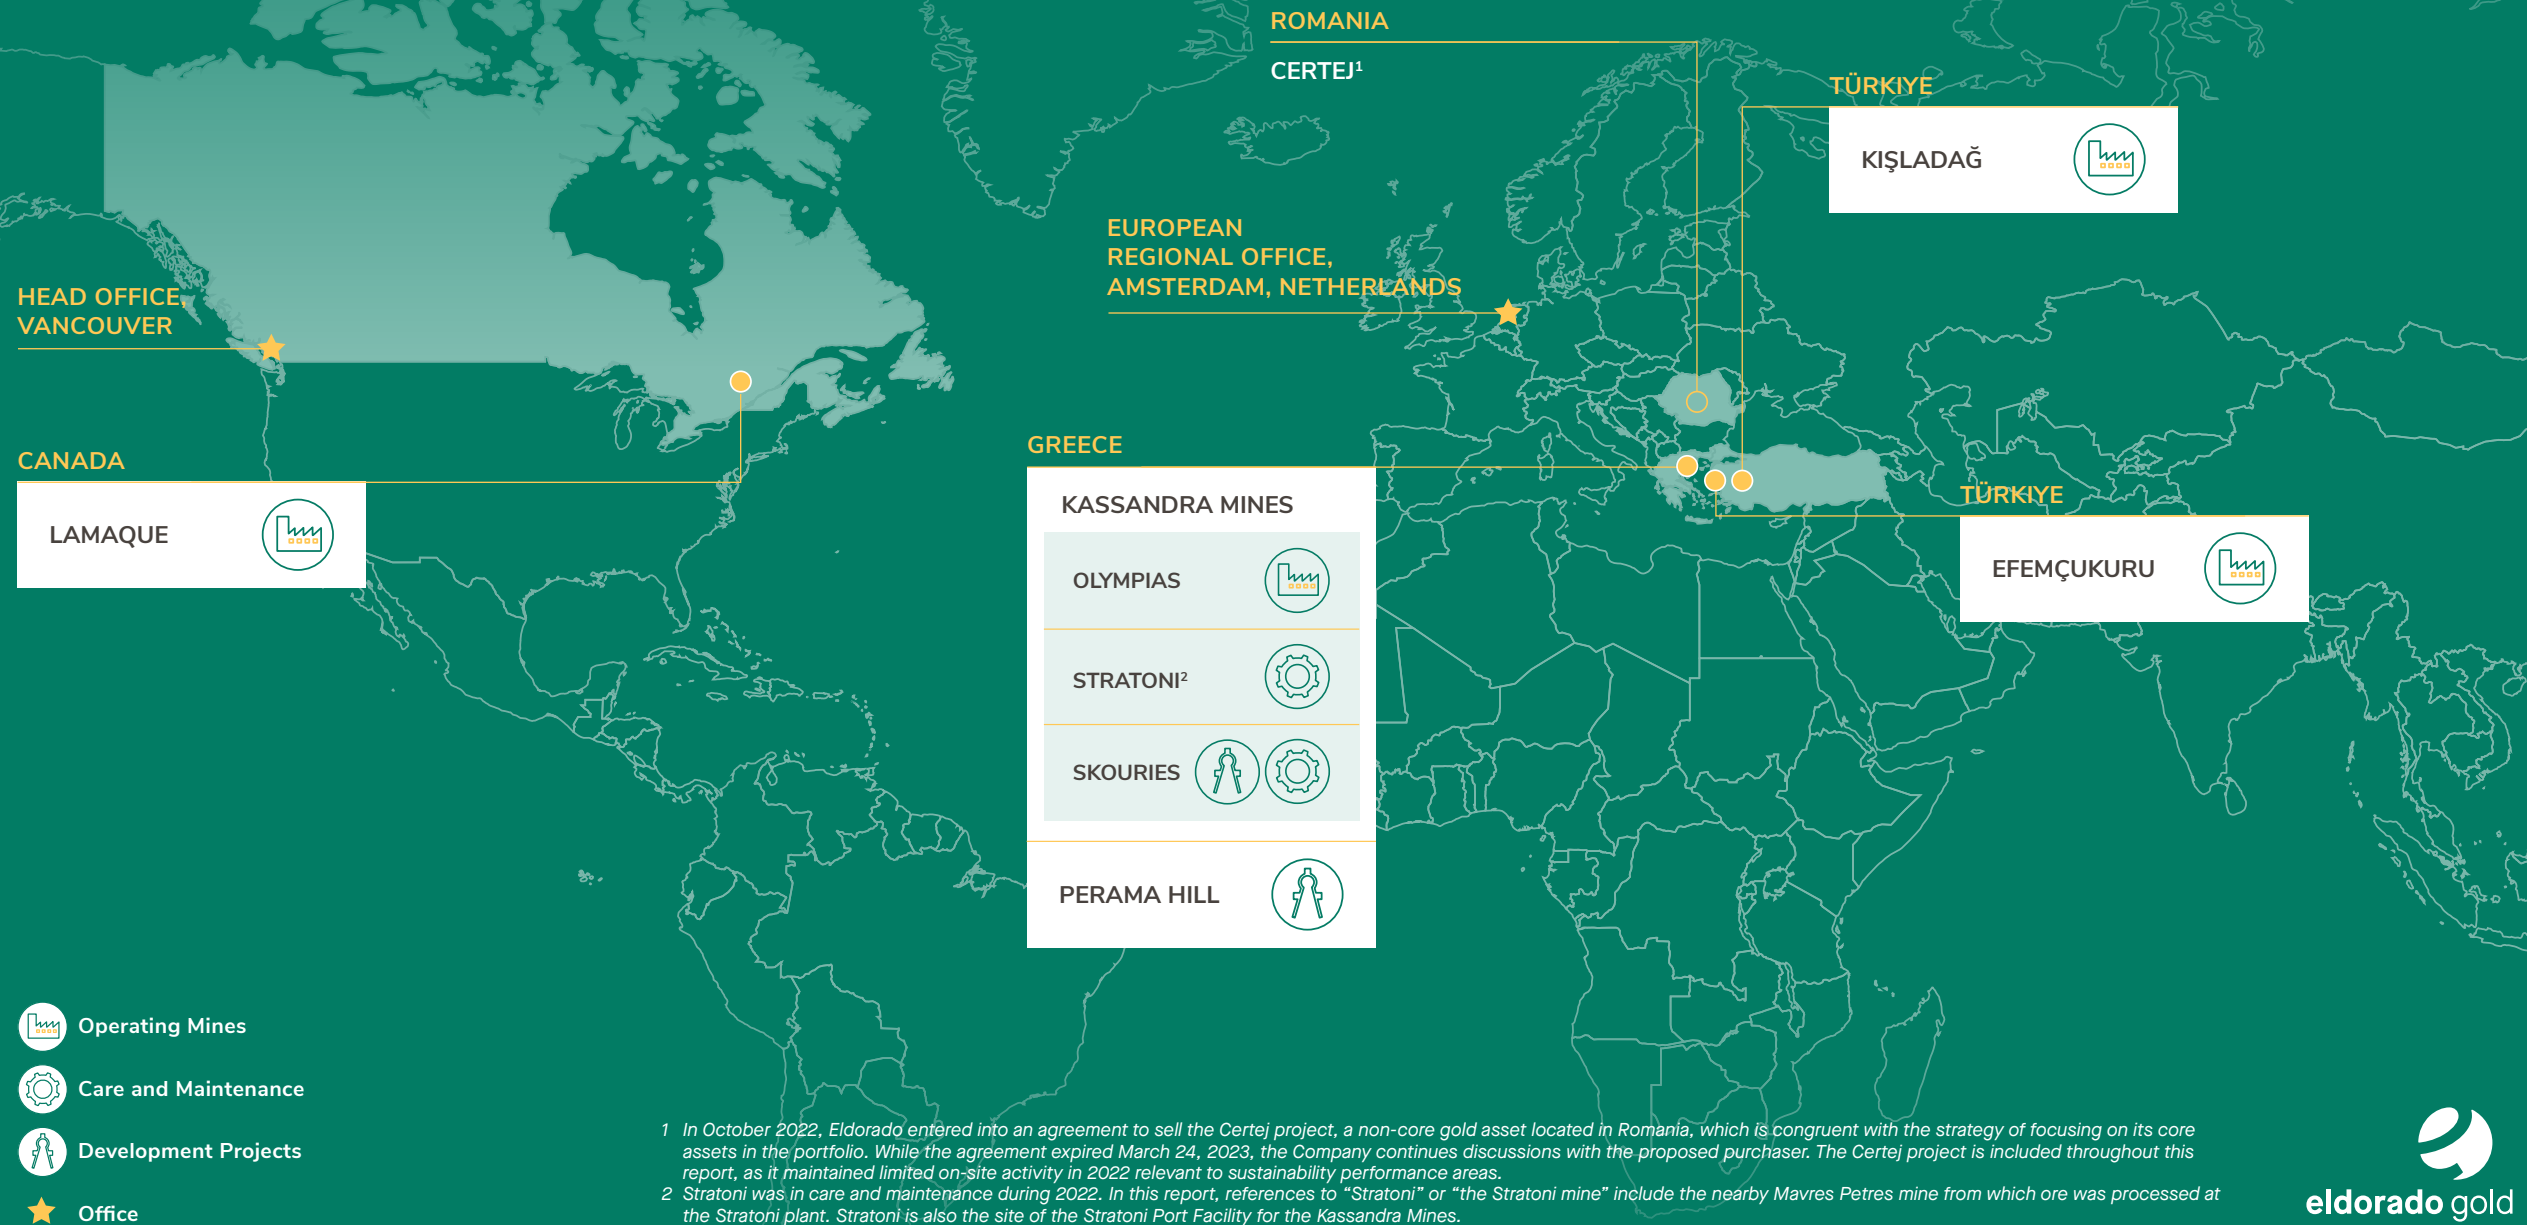 ROMANIA
CERTEJ¹
TÜRKIYE
KIŞLADAĞ
EUROPEAN
REGIONAL OFFICE,
AMSTERDAM, NETHERLANDS
HEAD OFFICE,
VANCOUVER
CANADA
LAMAQUE
GREECE
KASSANDRA MINES
OLYMPIAS
STRATONI²
SKOURIES
PERAMA HILL
TÜRKIYE
EFEMÇUKURU
Operating Mines
Care and Maintenance
Development Projects
Office
1 In October 2022, Eldorado entered into an agreement to sell the Certej project, a non-core gold asset located in Romania, which is congruent with the strategy of focusing on its core
assets in the portfolio. While the agreement expired March 24, 2023, the Company continues discussions with the proposed purchaser. The Certej project is included throughout this
report, as it maintained limited on-site activity in 2022 relevant to sustainability performance areas.
2 Stratoni was in care and maintenance during 2022. In this report, references to “Stratoni” or “the Stratoni mine” include the nearby Mavres Petres mine from which ore was processed at
the Stratoni plant. Stratoni is also the site of the Stratoni Port Facility for the Kassandra Mines.
eldorado gold